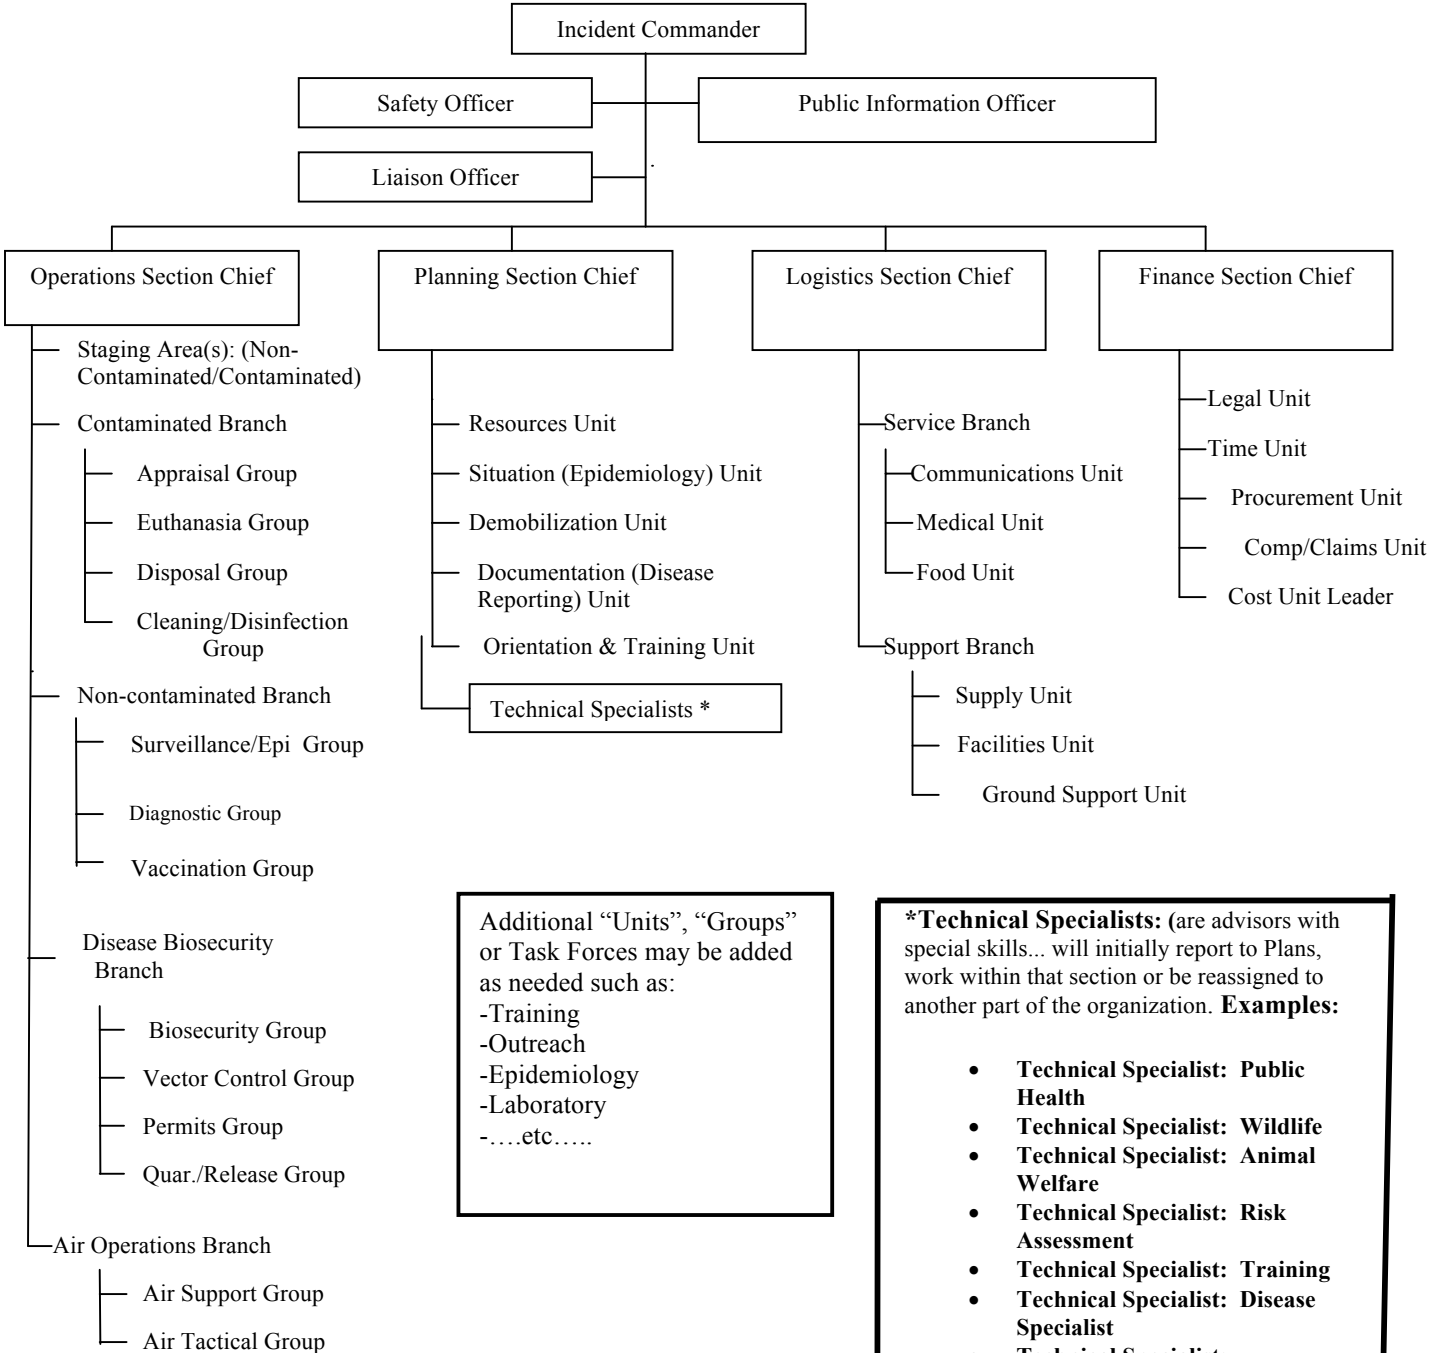 Incident Commander
Safety Officer
Public Information Officer
Liaison Officer
Operations Section Chief
Planning Section Chief
Logistics Section Chief
Finance Section Chief
Staging Area(s): (Non-
Contaminated/Contaminated)
Contaminated Branch
Appraisal Group
Euthanasia Group
Disposal Group
Cleaning/Disinfection
Group
Non-contaminated Branch
Surveillance/Epi Group
Diagnostic Group
Vaccination Group
Disease Biosecurity
Branch
Biosecurity Group
Vector Control Group
Permits Group
Quar./Release Group
Air Operations Branch
Air Support Group
Air Tactical Group
Resources Unit
Situation (Epidemiology) Unit
Demobilization Unit
Documentation (Disease
Reporting) Unit
Orientation & Training Unit
Technical Specialists *
Service Branch
Communications Unit
Medical Unit
Food Unit
Support Branch
Supply Unit
Facilities Unit
Ground Support Unit
Legal Unit
Time Unit
Procurement Unit
Comp/Claims Unit
Cost Unit Leader
Additional “Units”, “Groups”
or Task Forces may be added
as needed such as:
-Training
-Outreach
-Epidemiology
-Laboratory
-….etc…..
*Technical Specialists: (are advisors with
special skills... will initially report to Plans,
work within that section or be reassigned to
another part of the organization. Examples:
• Technical Specialist: Public
Health
• Technical Specialist: Wildlife
• Technical Specialist: Animal
Welfare
• Technical Specialist: Risk
Assessment
• Technical Specialist: Training
• Technical Specialist: Disease
Specialist
• Technical Specialist